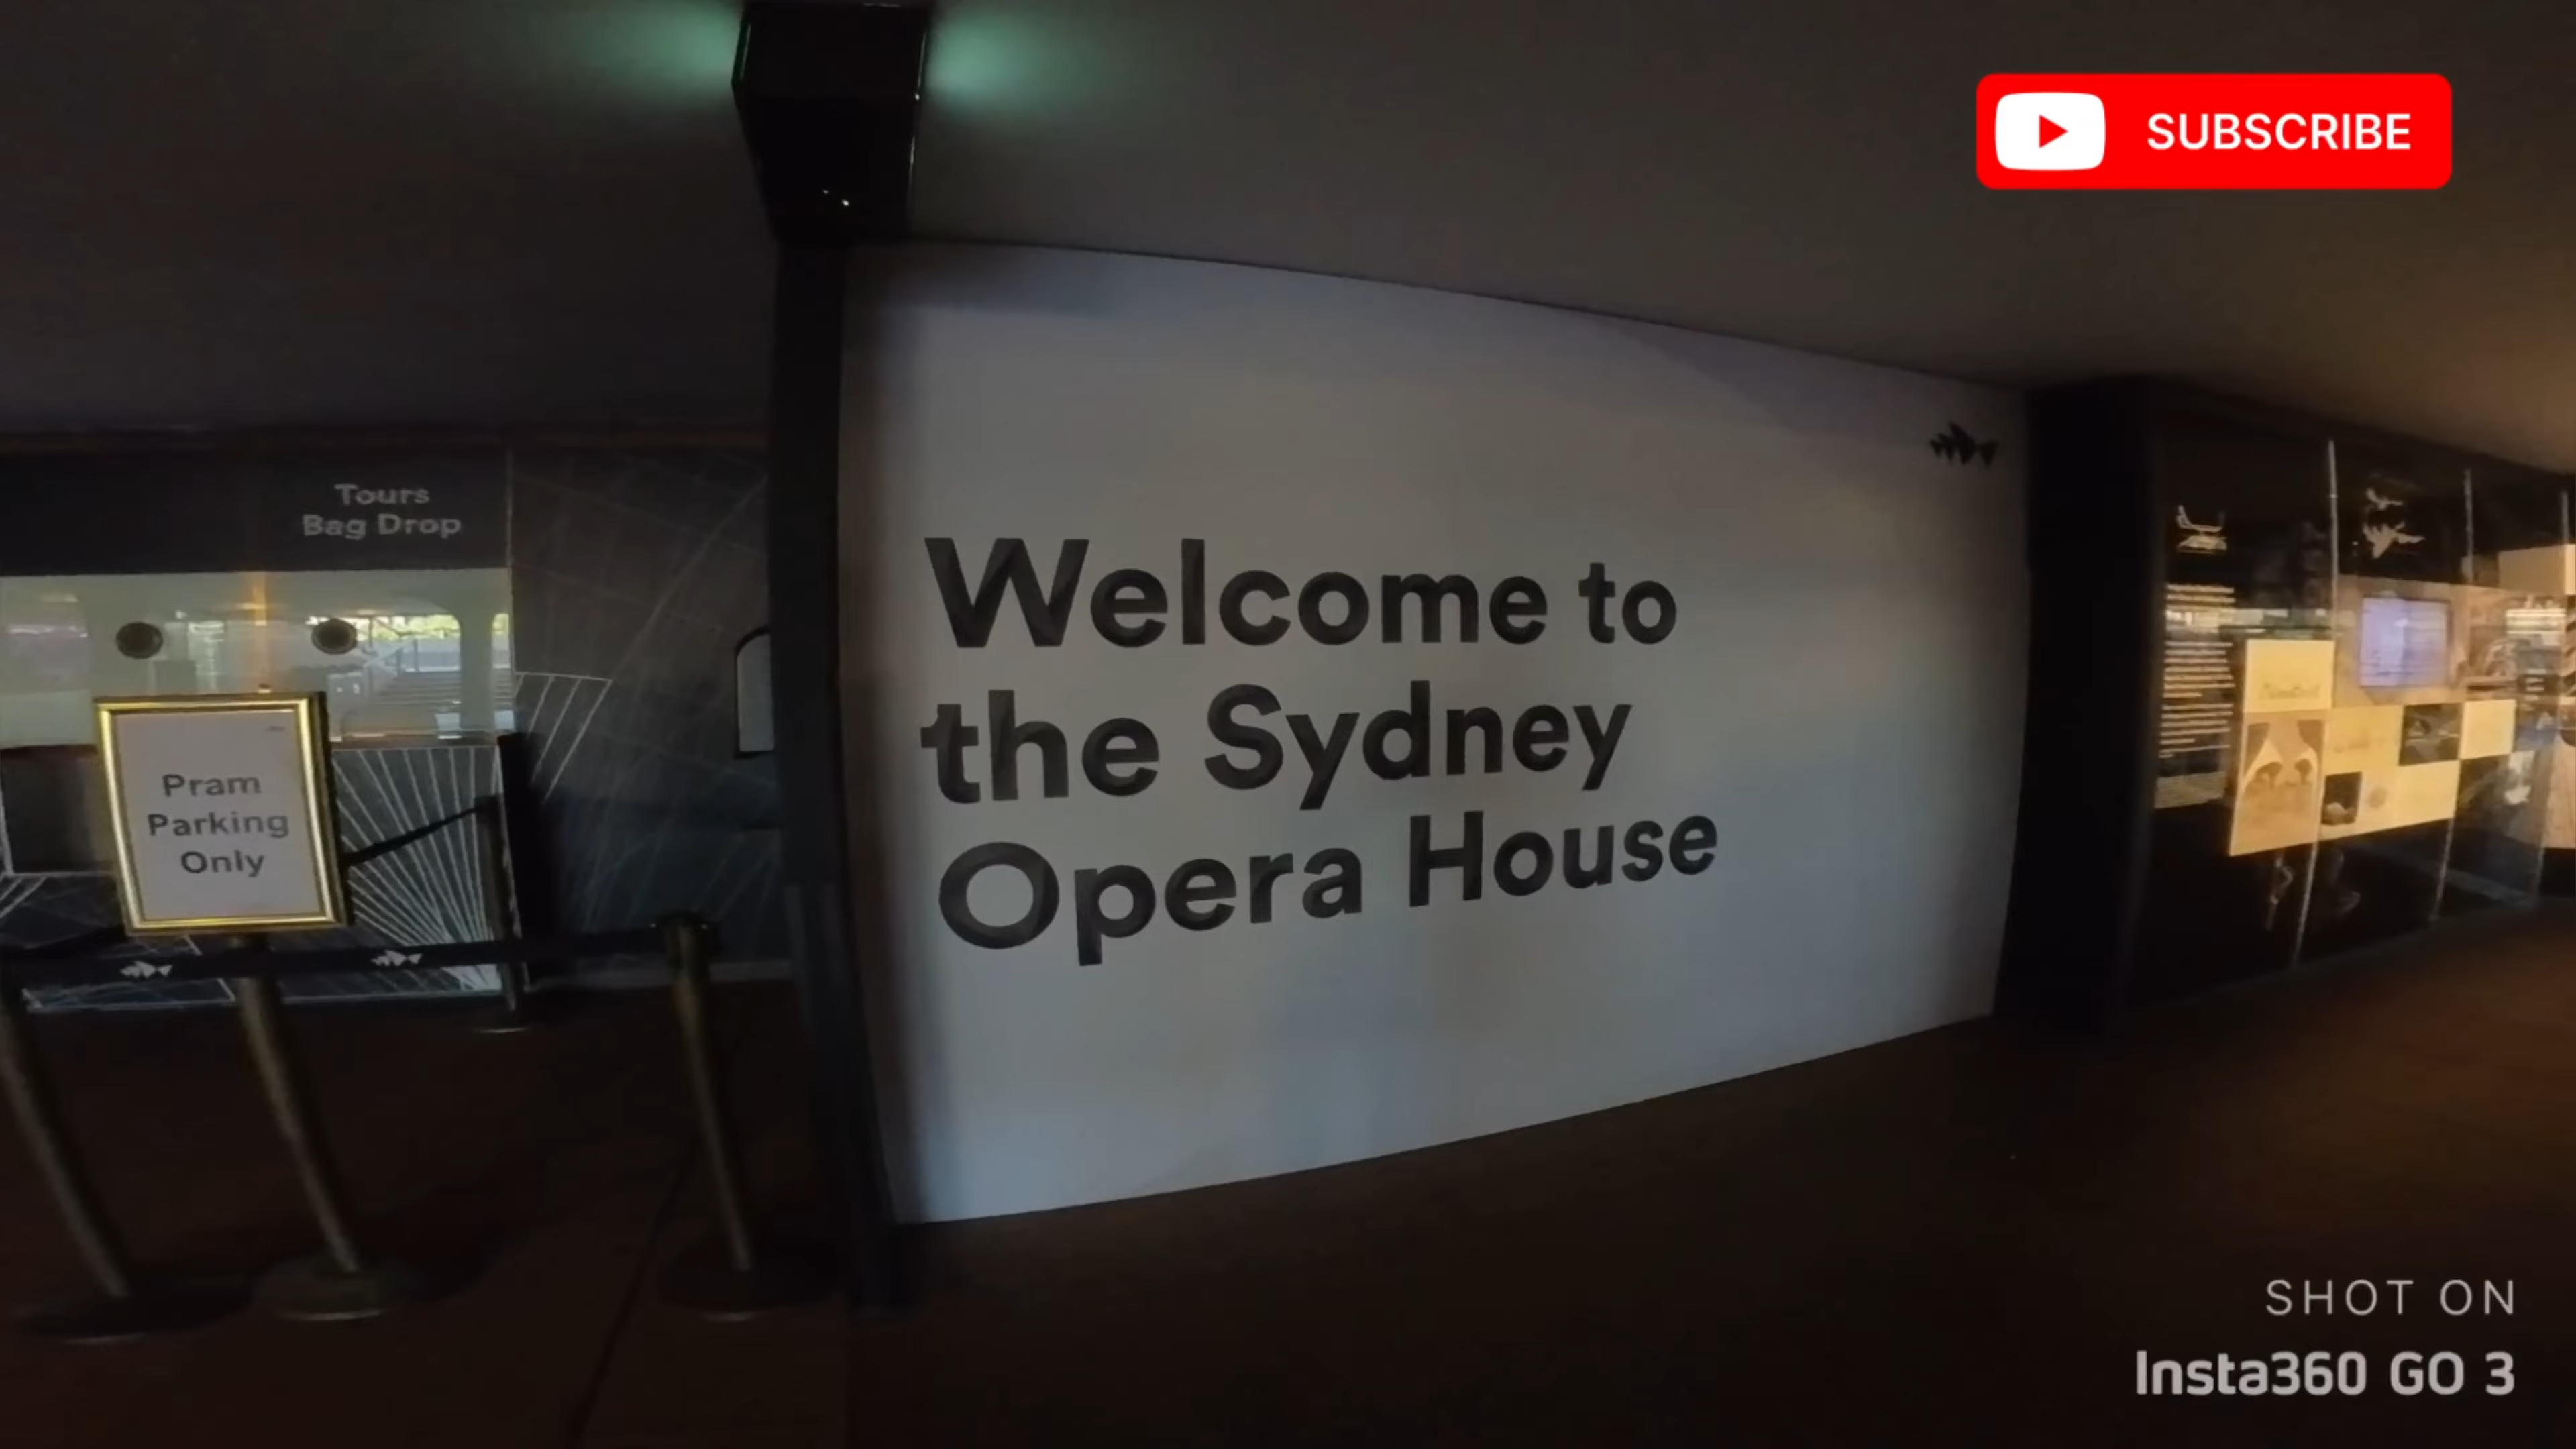 SUBSCRIBE
Tours
Bag Drop
Welcome to
the Sydney
Opera House
Pram
Parking
Only
SHOT ON
Insta360 GO 3